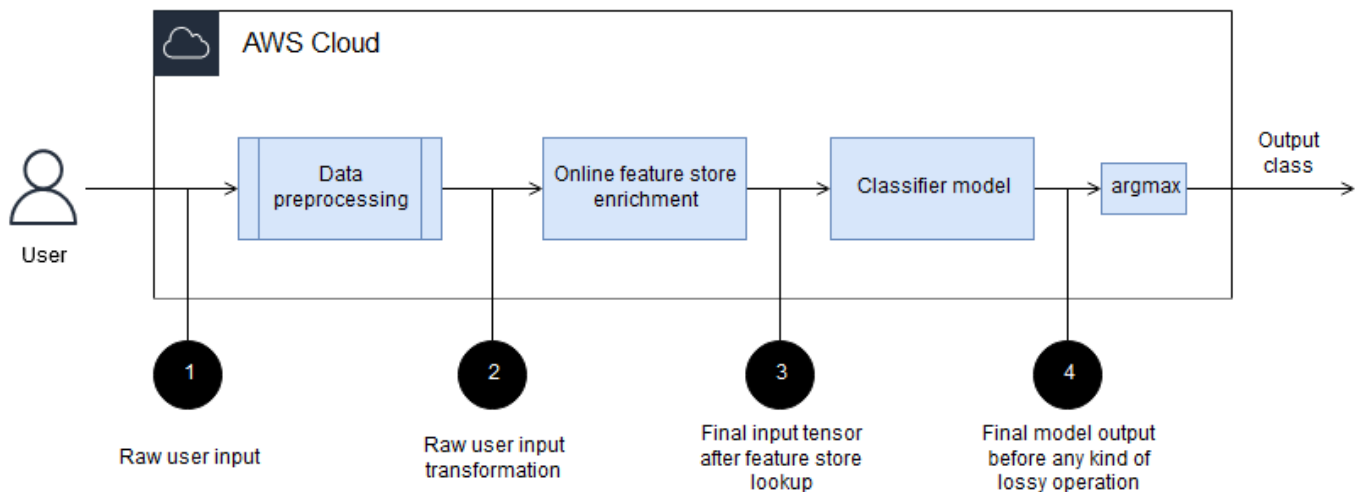 AWS Cloud
User
Data
preprocessing
Online feature store
enrichment
Classifier model
argmax
Output
class
1
2
3
4
Raw user input
Raw user input
transformation
Final input tensor
after feature store
lookup
Final model output
before any kind of
lossy operation